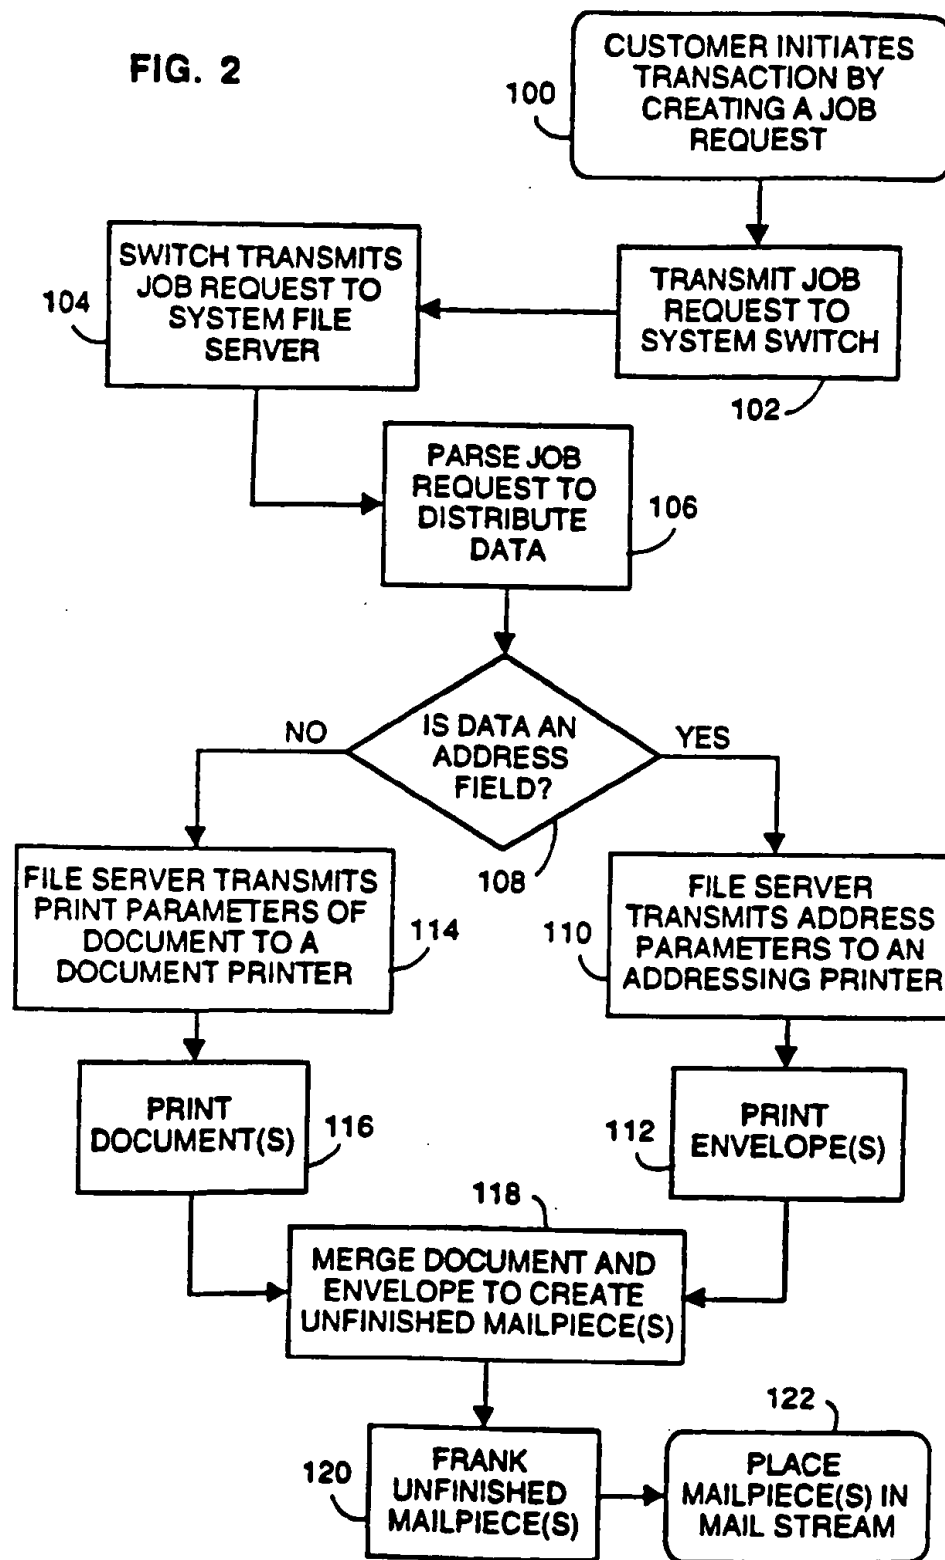 FIG. 2
CUSTOMER INITIATES
TRANSACTION BY
CREATING A JOB
REQUEST
100
TRANSMIT JOB
REQUEST TO
SYSTEM SWITCH
102
SWITCH TRANSMITS
JOB REQUEST TO
SYSTEM FILE
SERVER
104
PARSE JOB
REQUEST TO
DISTRIBUTE
DATA
106
IS DATA AN
ADDRESS
FIELD?
108
NO
YES
FILE SERVER TRANSMITS
PRINT PARAMETERS OF
DOCUMENT TO A
DOCUMENT PRINTER
114
110
FILE SERVER
TRANSMITS ADDRESS
PARAMETERS TO AN
ADDRESSING PRINTER
PRINT
DOCUMENT(S)
116
112
PRINT
ENVELOPE(S)
118
MERGE DOCUMENT AND
ENVELOPE TO CREATE
UNFINISHED MAILPIECE(S)
120
FRANK
UNFINISHED
MAILPIECE(S)
122
PLACE
MAILPIECE(S) IN
MAIL STREAM